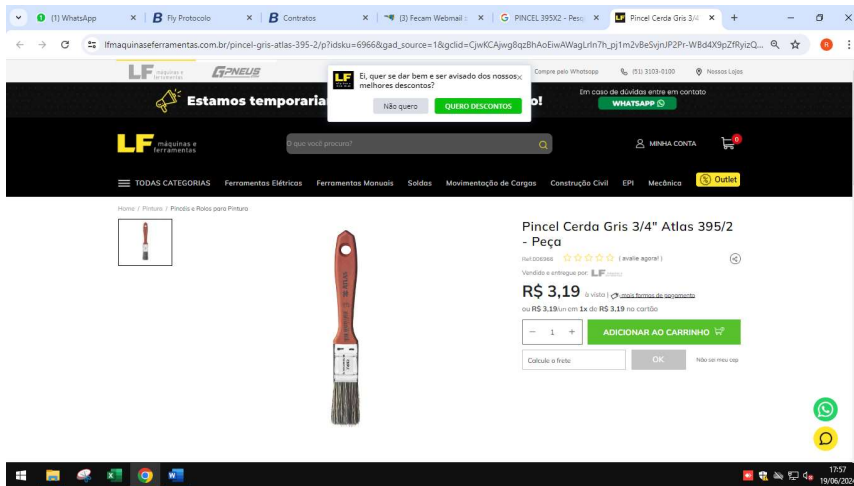 (1) WhatsApp
Fly Protocolo
Contratos
(3) Fecam Webmail ::
PINCEL 395X2 - Pesq
Pincel Cerda Gris 3/4
lfmaquinaseferramentas.com.br/pincel-gris-atlas-395-2/p?idsku=6966&gad_source=1&gclid=
LF máquinas e ferramentas
GPNEUS
Compre pelo Whatsapp
(51) 3103-0100
Nossas Lojas
Ei, quer se dar bem e ser avisado dos nossos
melhores descontos?
Não quero
QUERO DESCONTOS
Estamos temporaria
o!
Em caso de dúvidas entre em contato
WHATSAPP
LF máquinas e
ferramentas
O que você procura?
MINHA CONTA
0
TODAS CATEGORIAS
Ferramentas Elétricas
Ferramentas Manuais
Soldas
Movimentação de Cargas
Construção Civil
EPI
Mecânica
Outlet
Home / Pintura / Pincéis e Rolos para Pintura
Pincel Cerda Gris 3/4" Atlas 395/2
- Peça
( avalie agora! )
Vendido e entregue por: LF
R$ 3,19 à vista | mais formas de pagamento
ou R$ 3,19/un em 1x de R$ 3,19 no cartão
− 1 +
ADICIONAR AO CARRINHO
Calcule o frete
OK
Não sei meu cep
17:57
19/06/202